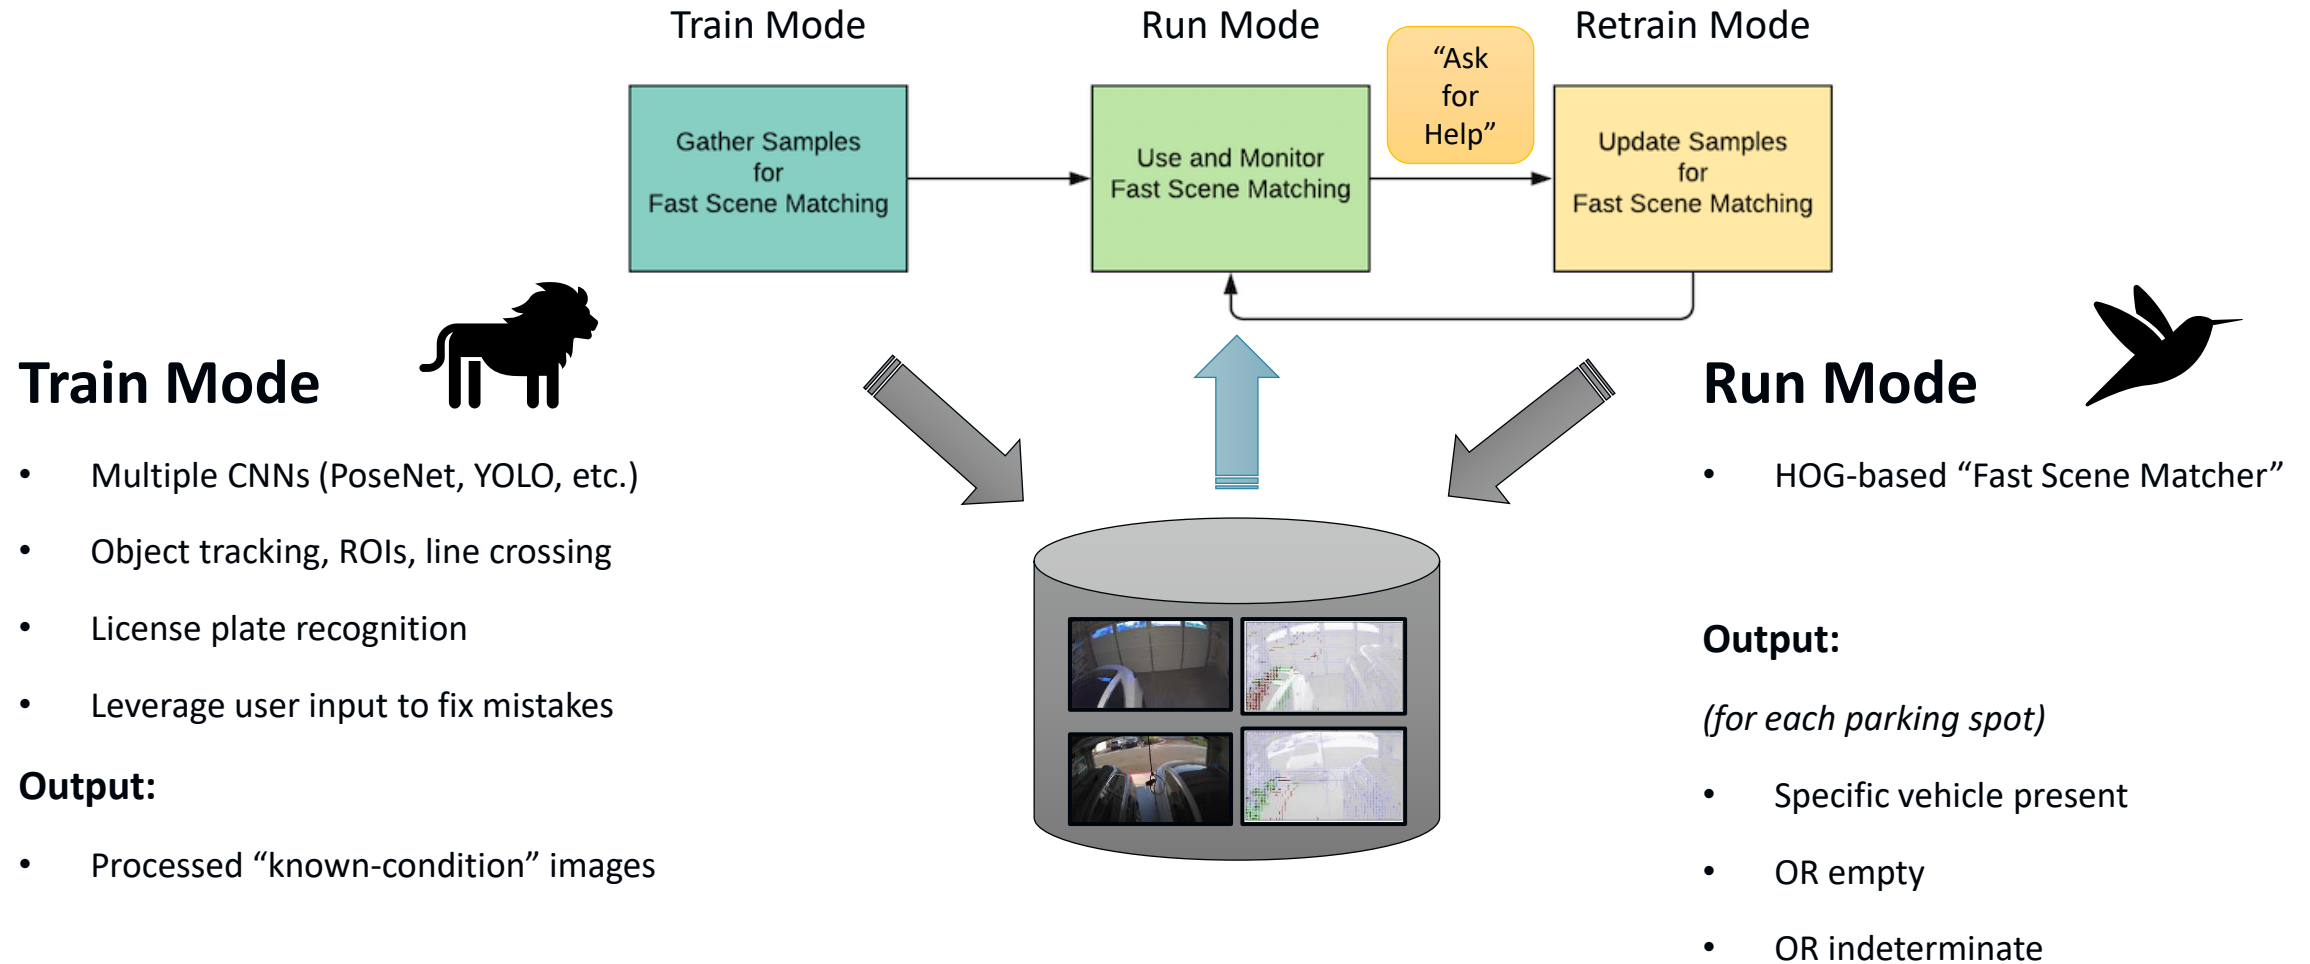 Train Mode
Run Mode
Retrain Mode
“Ask
for
Help”
Gather Samples
for
Fast Scene Matching
Use and Monitor
Fast Scene Matching
Update Samples
for
Fast Scene Matching
Train Mode
• Multiple CNNs (PoseNet, YOLO, etc.)
• Object tracking, ROIs, line crossing
• License plate recognition
• Leverage user input to fix mistakes
Output:
• Processed “known-condition” images
Run Mode
• HOG-based “Fast Scene Matcher”
Output:
(for each parking spot)
• Specific vehicle present
• OR empty
• OR indeterminate